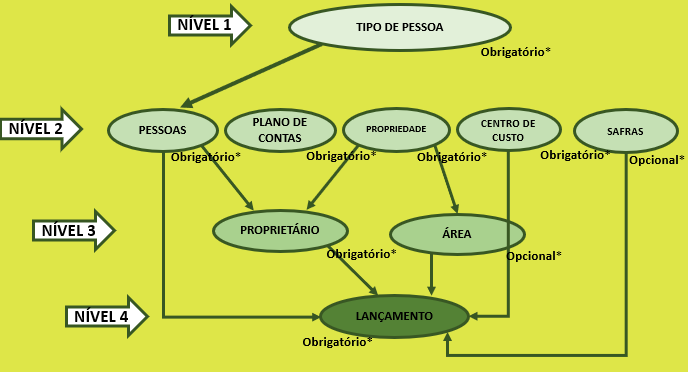 NÍVEL 1
TIPO DE PESSOA
Obrigatório*
NÍVEL 2
PESSOAS
Obrigatório*
PLANO DE
CONTAS
Obrigatório*
PROPRIEDADE
Obrigatório*
CENTRO DE
CUSTO
Obrigatório*
SAFRAS
Opcional*
NÍVEL 3
PROPRIETÁRIO
Obrigatório*
ÁREA
Opcional*
NÍVEL 4
LANÇAMENTO
Obrigatório*